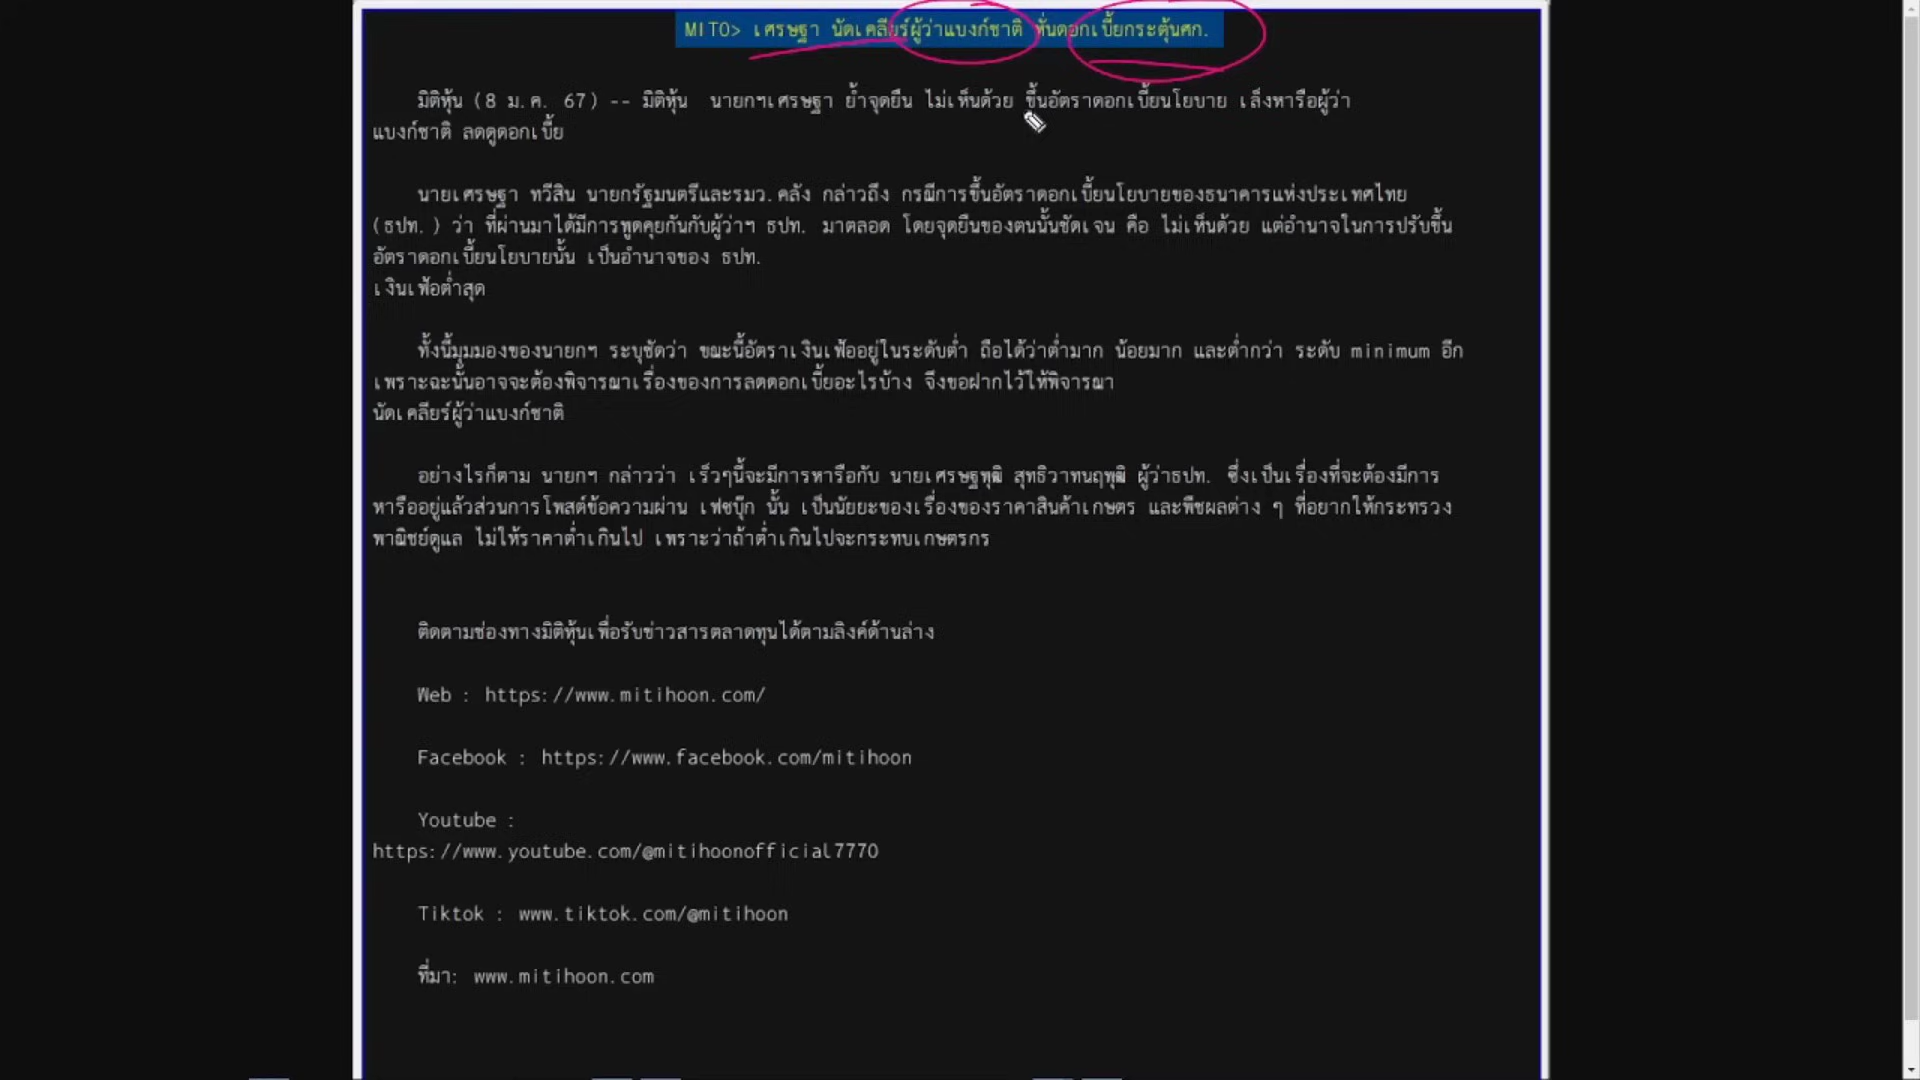 MITO> เศรษฐา นัดเคลียร์ผู้ว่าแบงก์ชาติ หั่นดอกเบี้ยกระตุ้นศก.
มิติหุ้น (8 ม.ค. 67) -- มิติหุ้น นายกฯเศรษฐา ย้ำจุดยืน ไม่เห็นด้วย ขึ้นอัตราดอกเบี้ยนโยบาย เล็งหารือผู้ว่า
แบงก์ชาติ ลดดูดอกเบี้ย
นายเศรษฐา ทวีสิน นายกรัฐมนตรีและรมว.คลัง กล่าวถึง กรณีการขึ้นอัตราดอกเบี้ยนโยบายของธนาคารแห่งประเทศไทย
(ธปท.) ว่า ที่ผ่านมาได้มีการพูดคุยกันกับผู้ว่าฯ ธปท. มาตลอด โดยจุดยืนของตนนั้นชัดเจน คือ ไม่เห็นด้วย แต่อำนาจในการปรับขึ้น
อัตราดอกเบี้ยนโยบายนั้น เป็นอำนาจของ ธปท.
เงินเฟ้อต่ำสุด
ทั้งนี้มุมมองของนายกฯ ระบุชัดว่า ขณะนี้อัตราเงินเฟ้ออยู่ในระดับต่ำ ถือได้ว่าต่ำมาก น้อยมาก และต่ำกว่า ระดับ minimum อีก
เพราะฉะนั้นอาจจะต้องพิจารณาเรื่องของการลดดอกเบี้ยอะไรบ้าง จึงขอฝากไว้ให้พิจารณา
นัดเคลียร์ผู้ว่าแบงก์ชาติ
อย่างไรก็ตาม นายกฯ กล่าวว่า เร็วๆนี้จะมีการหารือกับ นายเศรษฐพุฒิ สุทธิวาทนฤพุฒิ ผู้ว่าธปท. ซึ่งเป็นเรื่องที่จะต้องมีการ
หารืออยู่แล้วส่วนการโพสต์ข้อความผ่าน เฟซบุ๊ก นั้น เป็นนัยยะของเรื่องของราคาสินค้าเกษตร และพืชผลต่าง ๆ ที่อยากให้กระทรวง
พาณิชย์ดูแล ไม่ให้ราคาต่ำเกินไป เพราะว่าถ้าต่ำเกินไปจะกระทบเกษตรกร
ติดตามช่องทางมิติหุ้นเพื่อรับข่าวสารตลาดทุนได้ตามลิงค์ด้านล่าง
Web : https://www.mitihoon.com/
Facebook : https://www.facebook.com/mitihoon
Youtube :
https://www.youtube.com/@mitihoonofficial7770
Tiktok : www.tiktok.com/@mitihoon
ที่มา: www.mitihoon.com